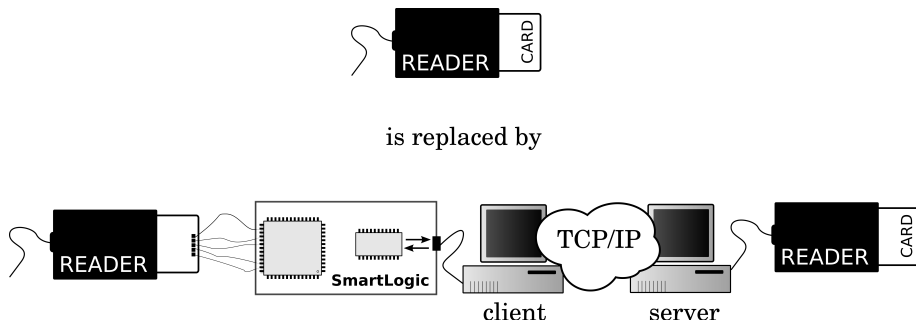 CARD
READER
is replaced by
READER
SmartLogic
TCP/IP
READER
CARD
client
server